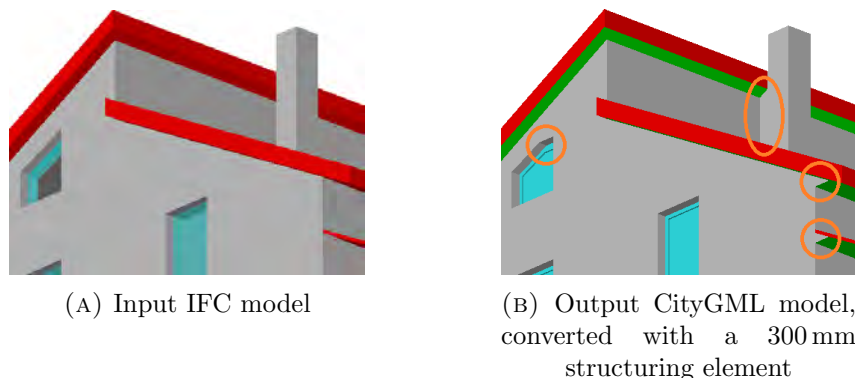 (A) Input IFC model
(B) Output CityGML model,
converted with a 300 mm
structuring element